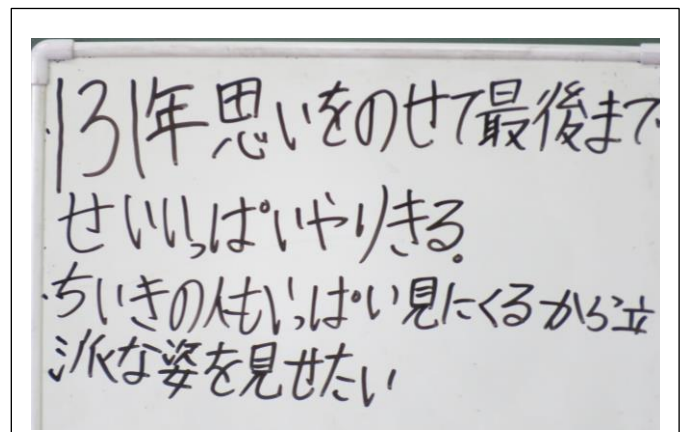 ・131年思いをのせて最後まで
せいいっぱいやりきる。
・ちいきの人もいっぱい見にくるから立
派な姿を見せたい